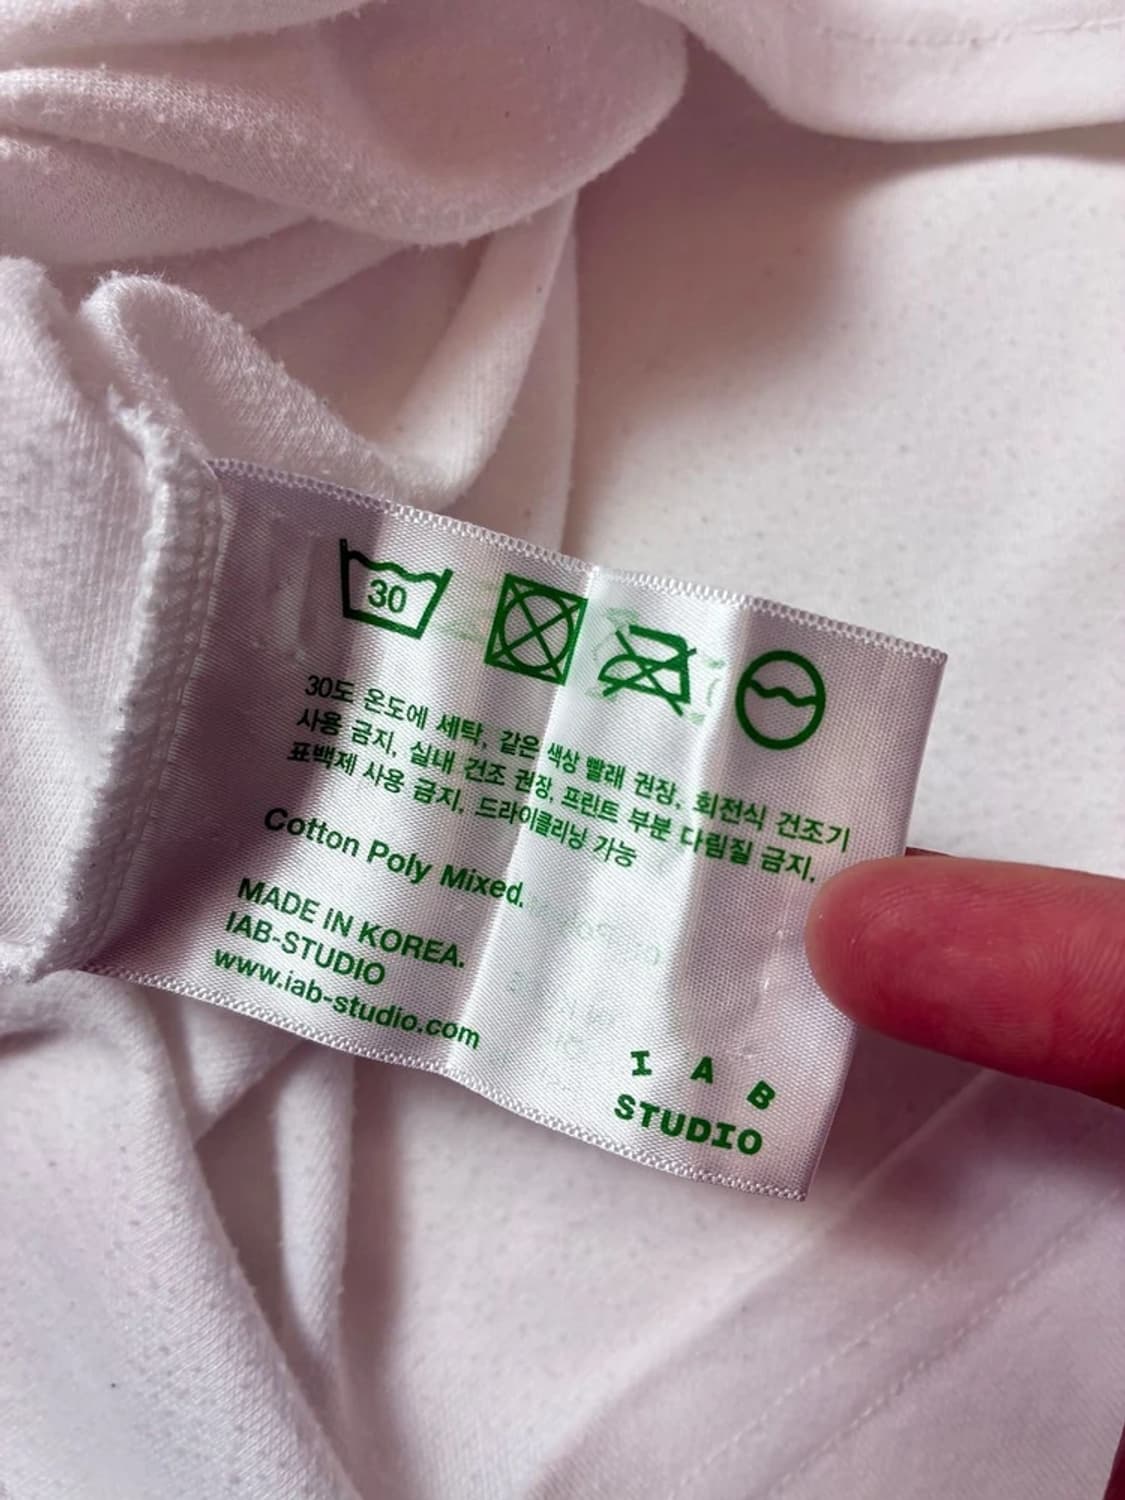 30
30도 온도에 세탁, 같은 색상 빨래 권장, 회전식 건조기
사용 금지, 실내 건조 권장, 프린트 부분 다림질 금지.
표백제 사용 금지, 드라이클리닝 가능
Cotton Poly Mixed.
MADE IN KOREA.
IAB-STUDIO
www.iab-studio.com
I A B
STUDIO